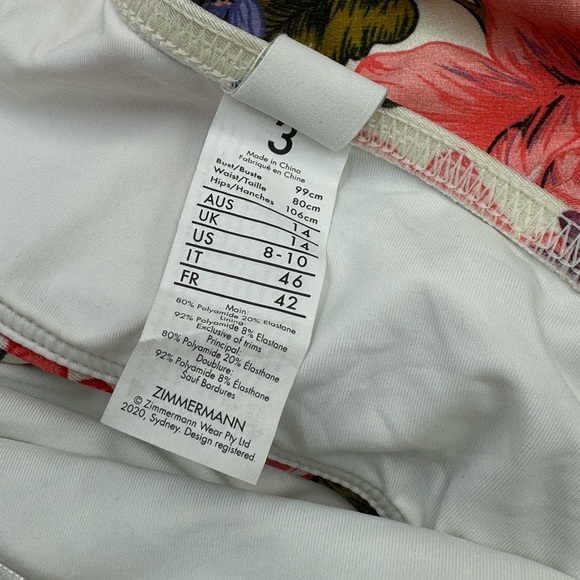 3
Made in China
Fabriqué en Chine
Bust/Buste 99cm
Waist/Taille 80cm
Hips/Hanches 106cm
AUS 14
UK 14
US 8-10
IT 46
FR 42
Main:
80% Polyamide 20% Elastane
Lining:
92% Polyamide 8% Elastane
Exclusive of trims
Principal:
80% Polyamide 20% Élasthane
Doublure:
92% Polyamide 8% Élasthane
Sauf Bordures
ZIMMERMANN
© Zimmermann Wear Pty Ltd
2020, Sydney. Design registered